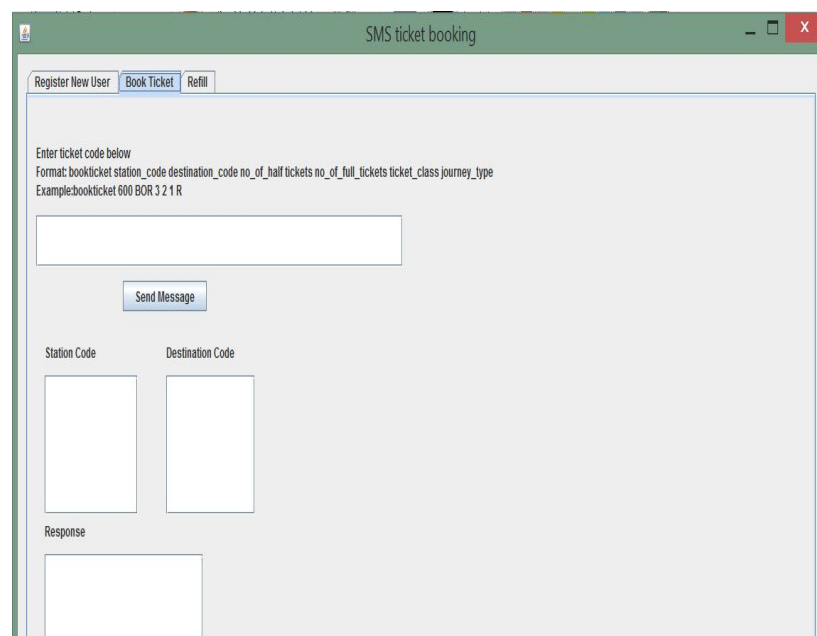 SMS ticket booking
X
Register New User Book Ticket Refill
Enter ticket code below
Format: bookticket station_code destination_code no_of_half tickets no_of_full_tickets ticket_class journey_type
Example:bookticket 600 BOR 3 2 1 R
Send Message
Station Code Destination Code
Response